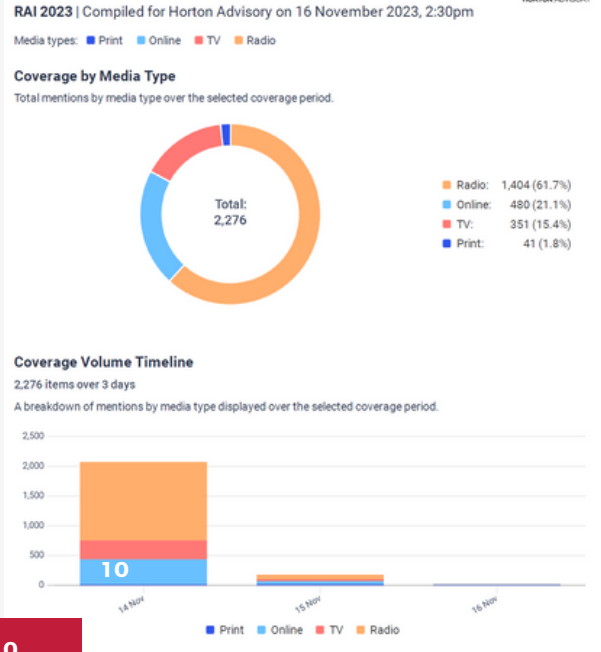 RAI 2023 | Compiled for Horton Advisory on 16 November 2023, 2:30pm
Media types: Print Online TV Radio
Coverage by Media Type
Total mentions by media type over the selected coverage period.
Total:
2,276
Radio: 1,404 (61.7%)
Online: 480 (21.1%)
TV: 351 (15.4%)
Print: 41 (1.8%)
Coverage Volume Timeline
2,276 items over 3 days
A breakdown of mentions by media type displayed over the selected coverage period.
2,500
2,000
1,500
1,000
500
0
10
14 Nov
15 Nov
16 Nov
Print Online TV Radio